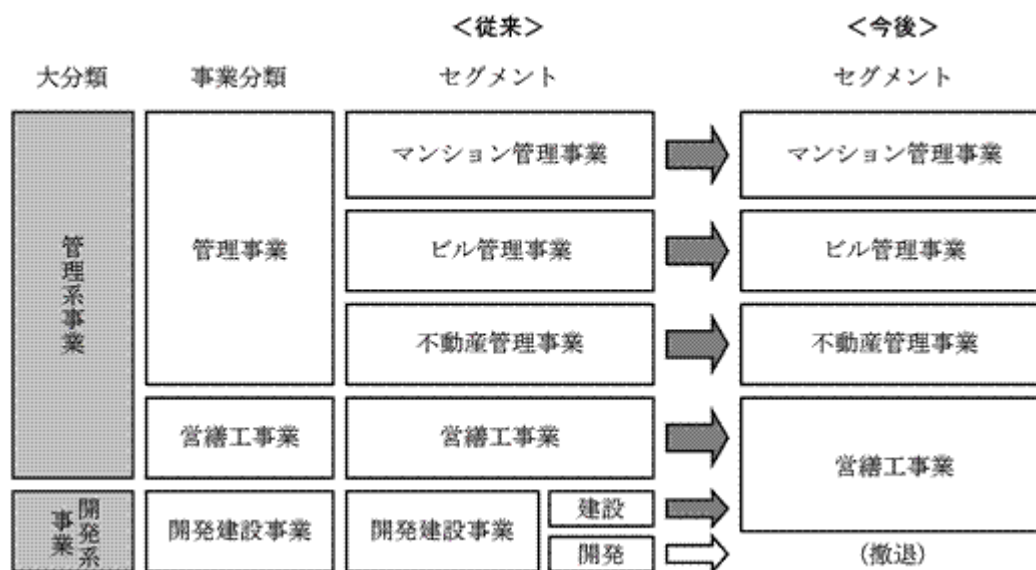 <従来>
<今後>
大分類
事業分類
セグメント
セグメント
管理系事業
管理事業
マンション管理事業
マンション管理事業
ビル管理事業
ビル管理事業
不動産管理事業
不動産管理事業
営繕工事業
営繕工事業
営繕工事業
開発系
事業
開発建設事業
開発建設事業
建設
開発
(撤退)